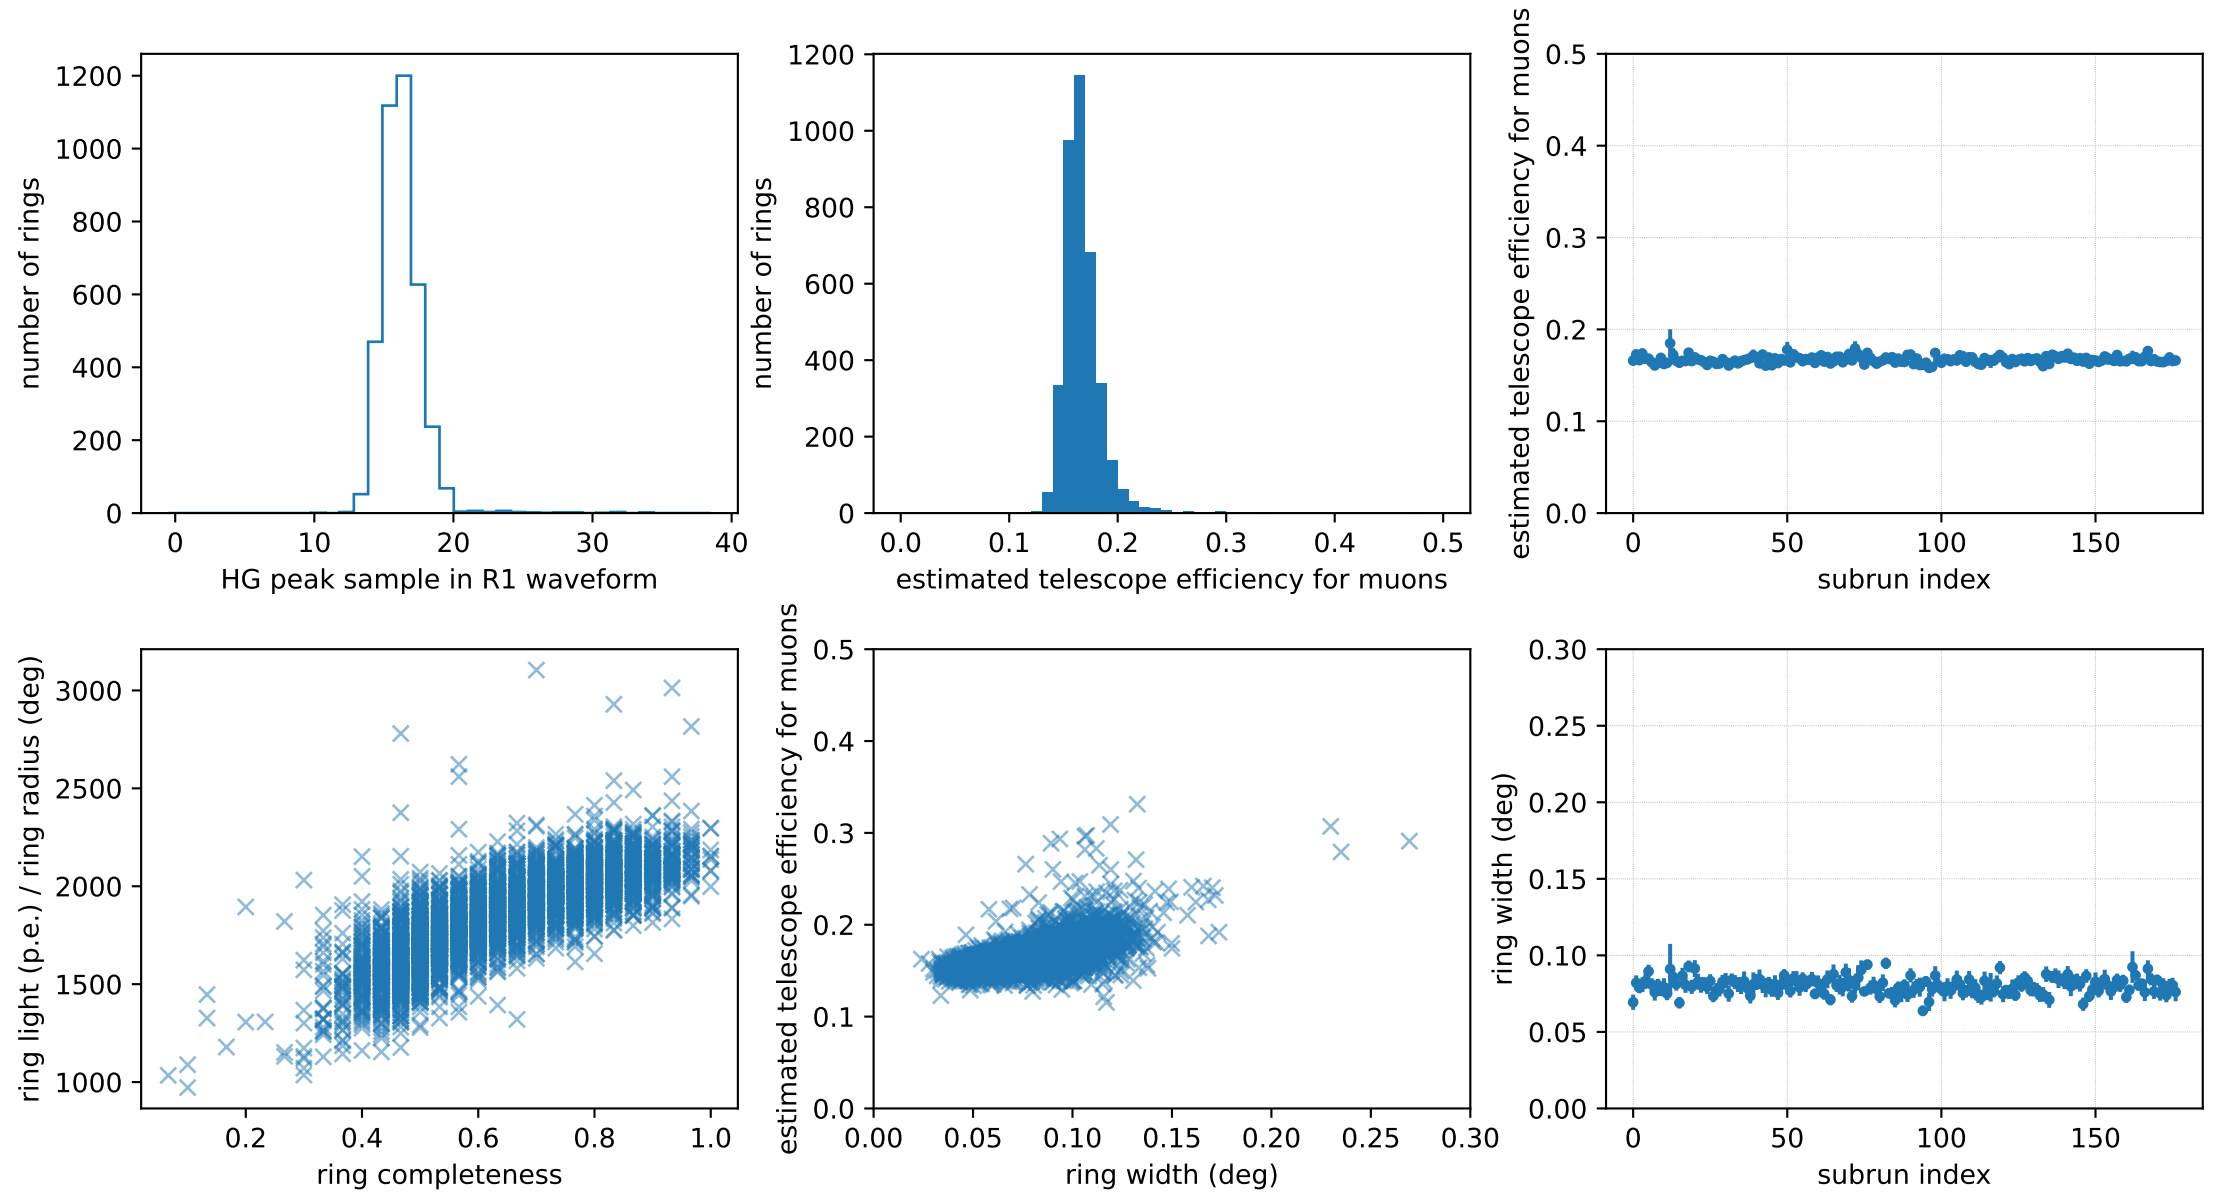 number of rings
1200
1000
800
600
400
200
0
0 10 20 30 40
HG peak sample in R1 waveform
number of rings
1200
1000
800
600
400
200
0
0.0 0.1 0.2 0.3 0.4 0.5
estimated telescope efficiency for muons
estimated telescope efficiency for muons
0.5
0.4
0.3
0.2
0.1
0.0
0 50 100 150
subrun index
ring light (p.e.) / ring radius (deg)
3000
2500
2000
1500
1000
0.2 0.4 0.6 0.8 1.0
ring completeness
estimated telescope efficiency for muons
0.5
0.4
0.3
0.2
0.1
0.0
0.00 0.05 0.10 0.15 0.20 0.25 0.30
ring width (deg)
ring width (deg)
0.30
0.25
0.20
0.15
0.10
0.05
0.00
0 50 100 150
subrun index